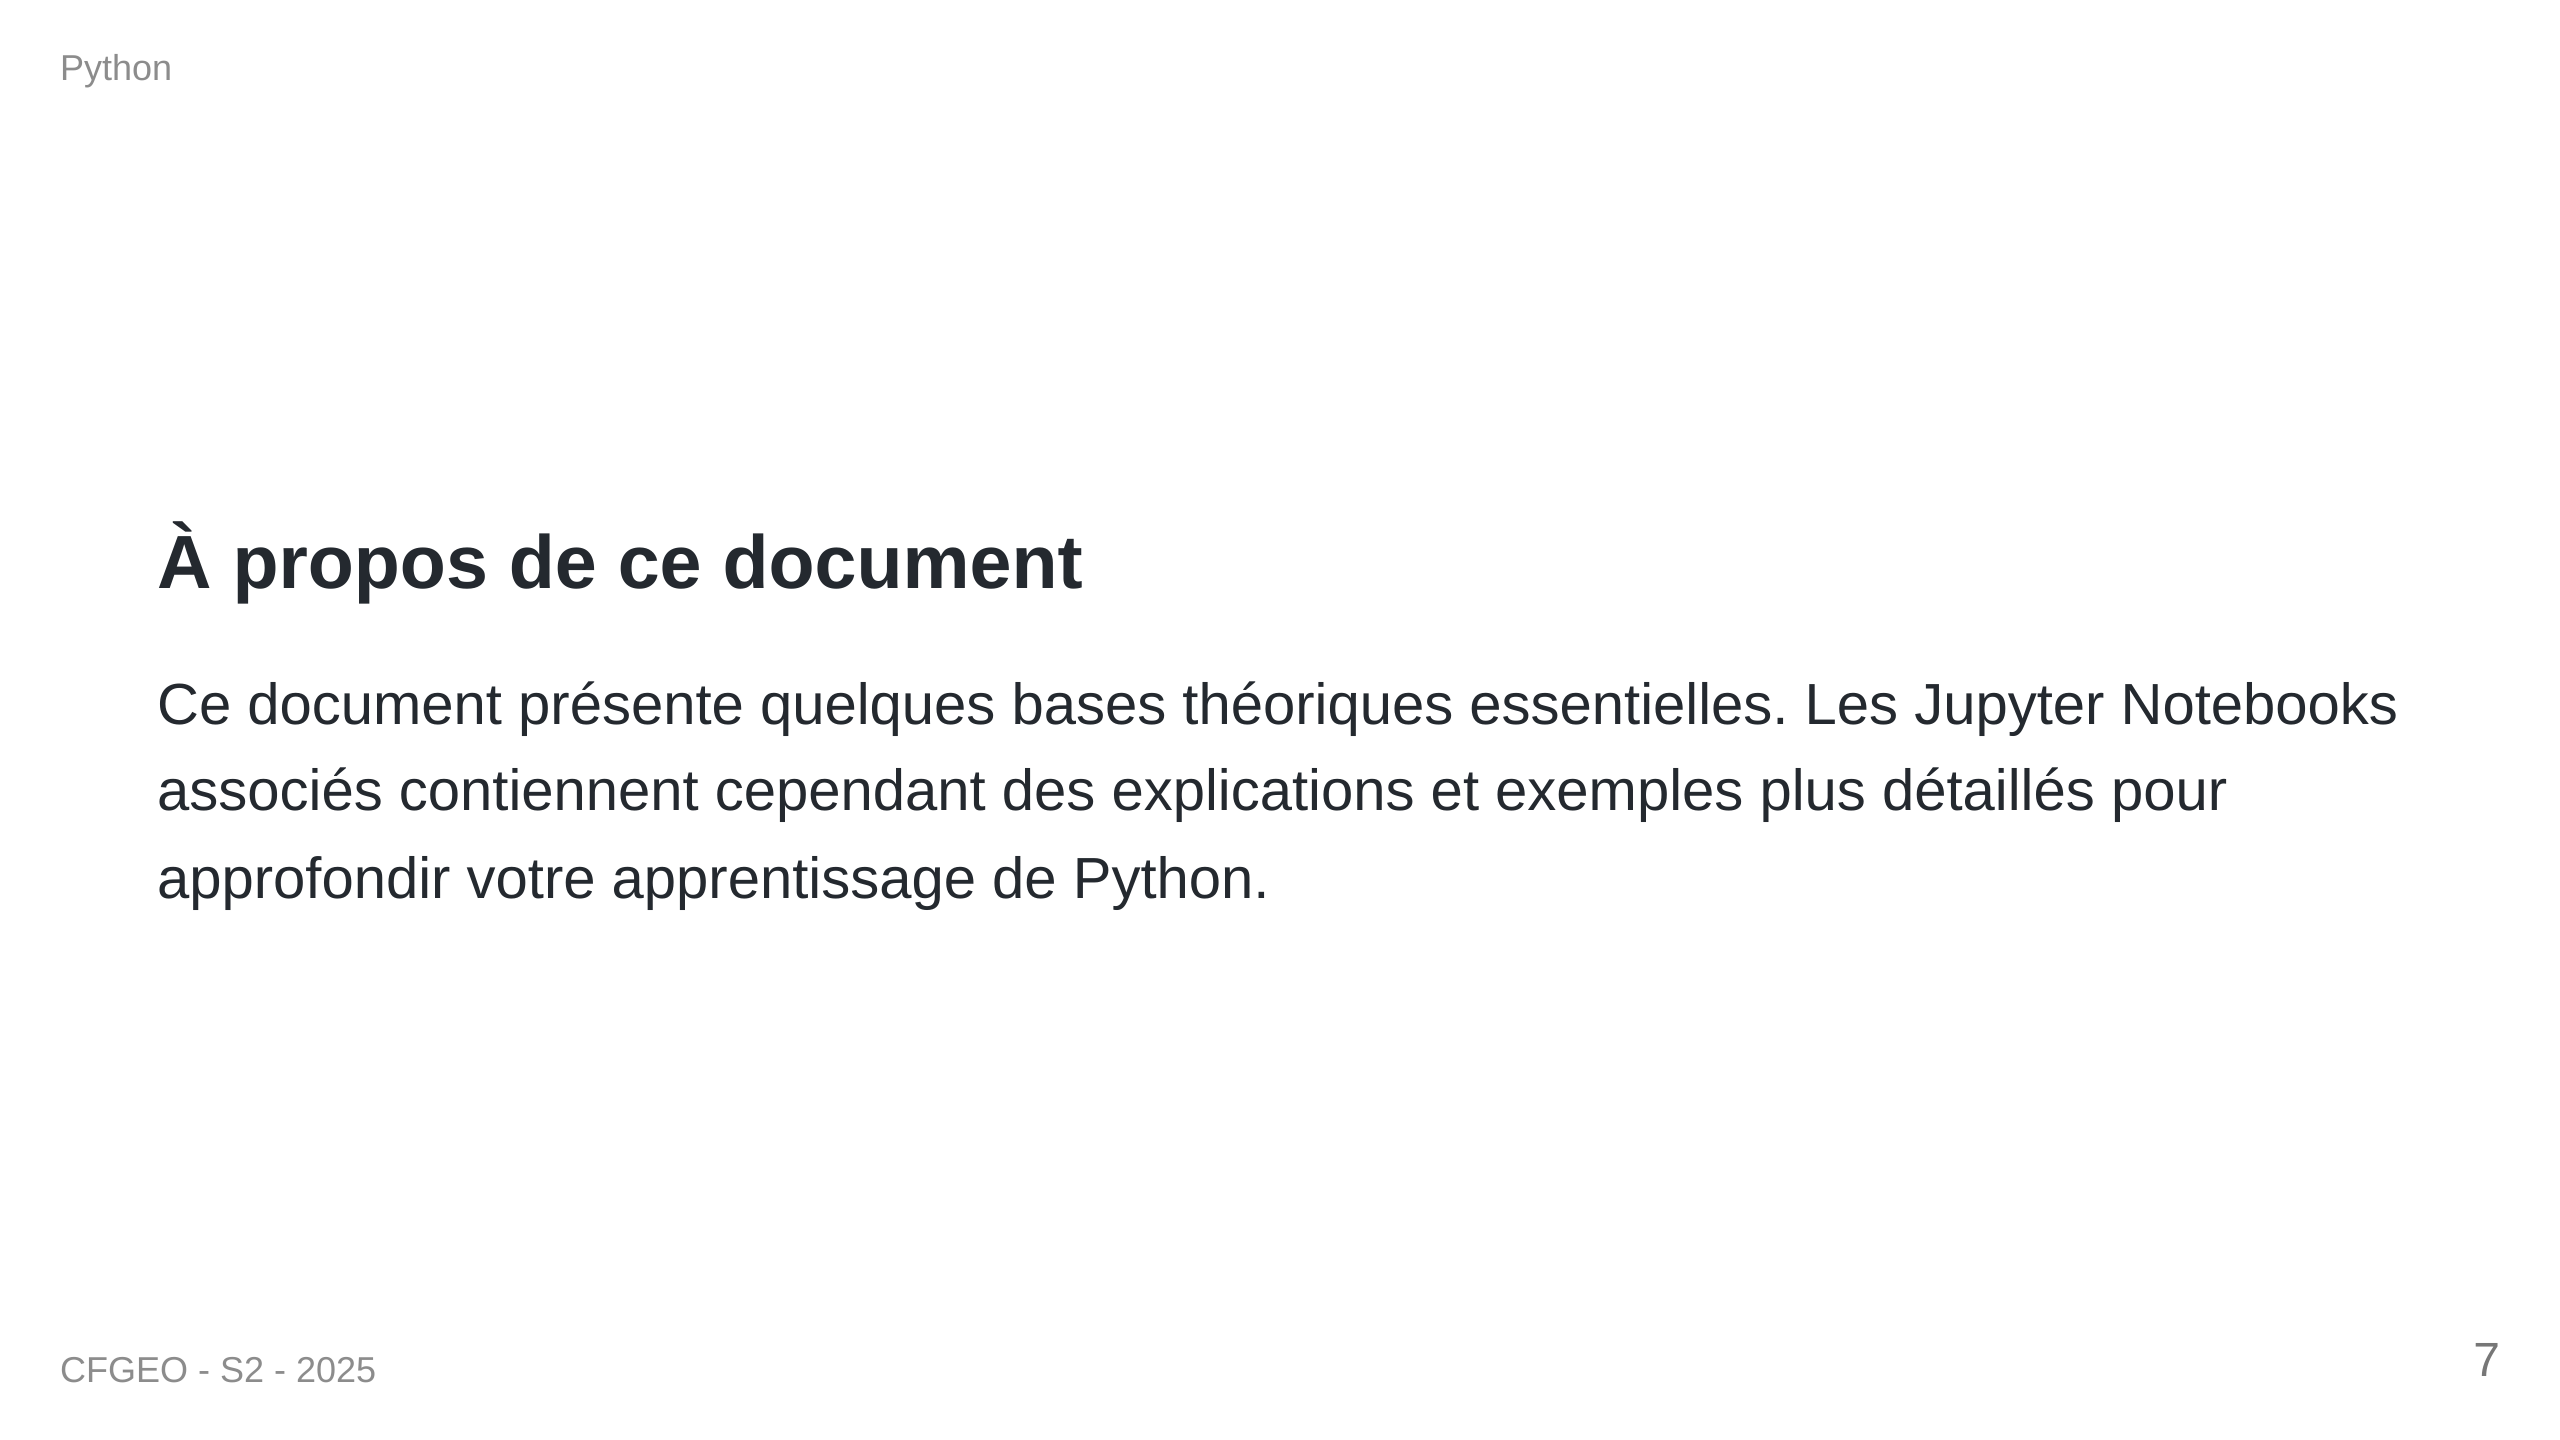 Python
À propos de ce document
Ce document présente quelques bases théoriques essentielles. Les Jupyter Notebooks
associés contiennent cependant des explications et exemples plus détaillés pour
approfondir votre apprentissage de Python.
CFGEO - S2 - 2025
7